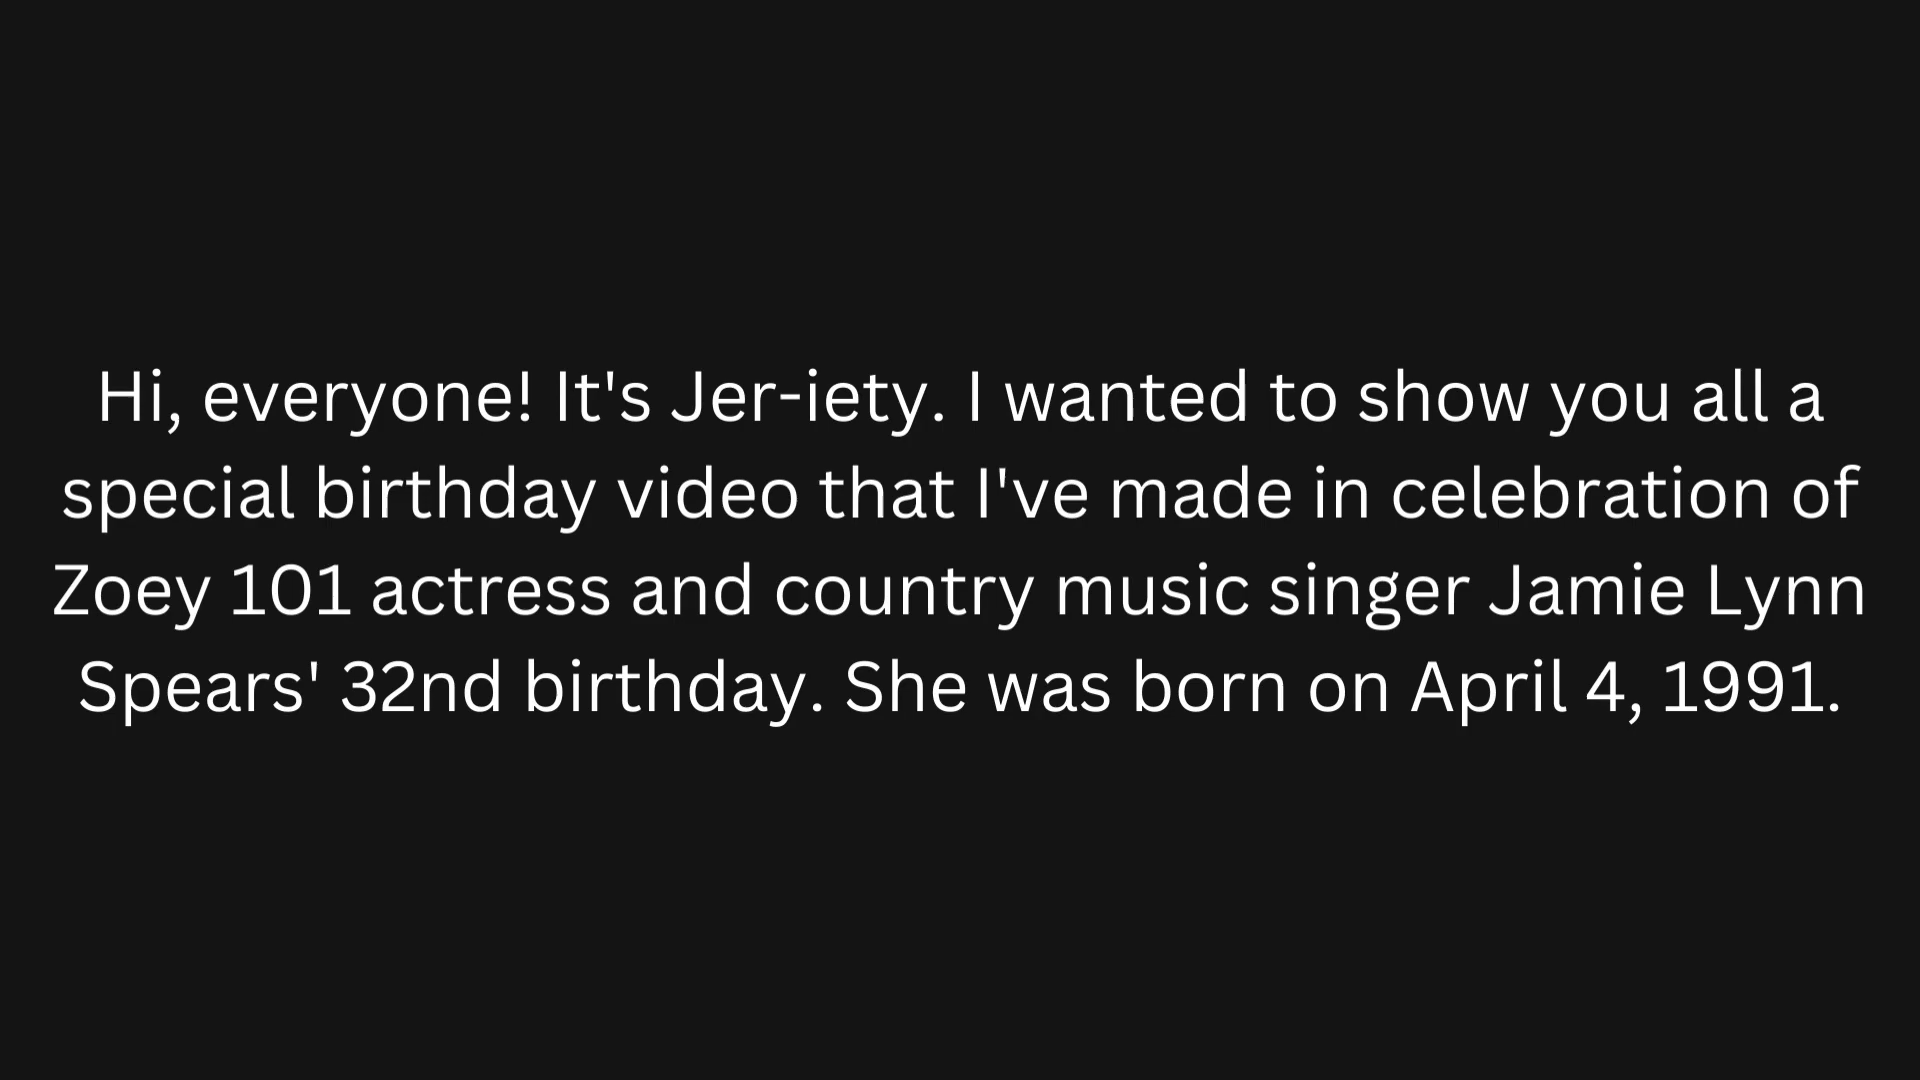 Hi, everyone! It's Jer-iety. I wanted to show you all a
special birthday video that I've made in celebration of
Zoey 101 actress and country music singer Jamie Lynn
Spears' 32nd birthday. She was born on April 4, 1991.